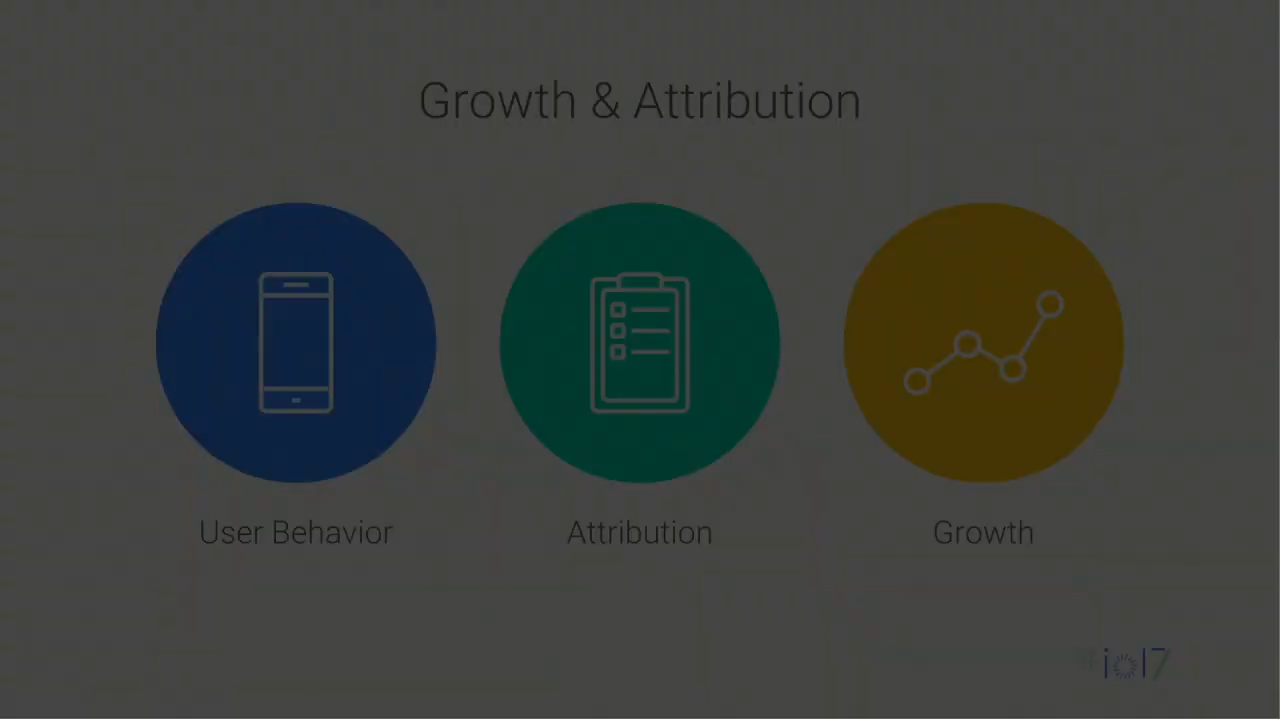 Growth & Attribution
User Behavior
Attribution
Growth
#io17